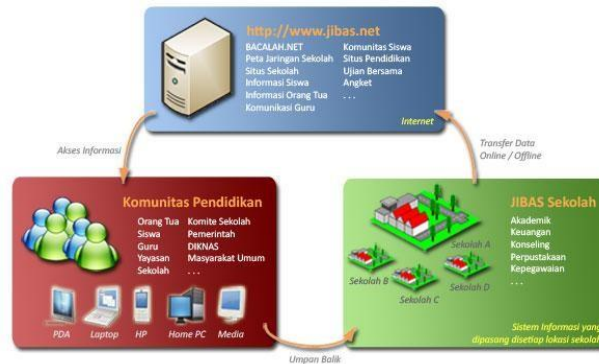 http://www.jibas.net
BACALAH.NET
Peta Jaringan Sekolah
Situs Sekolah
Informasi Siswa
Informasi Orang Tua
Komunikasi Guru
Komunitas Siswa
Situs Pendidikan
Ujian Bersama
Angket
. . .
Internet
Akses Informasi
Transfer Data
Online / Offline
Komunitas Pendidikan
Orang Tua
Siswa
Guru
Yayasan
Sekolah
Komite Sekolah
Pemerintah
DIKNAS
Masyarakat Umum
. . .
PDA
Laptop
HP
Home PC
Media
JIBAS Sekolah
Akademik
Keuangan
Konseling
Perpustakaan
Kepegawaian
. . .
Sekolah A
Sekolah B
Sekolah C
Sekolah D
Sistem Informasi yang
dipasang disetiap lokasi sekolah
Umpan Balik